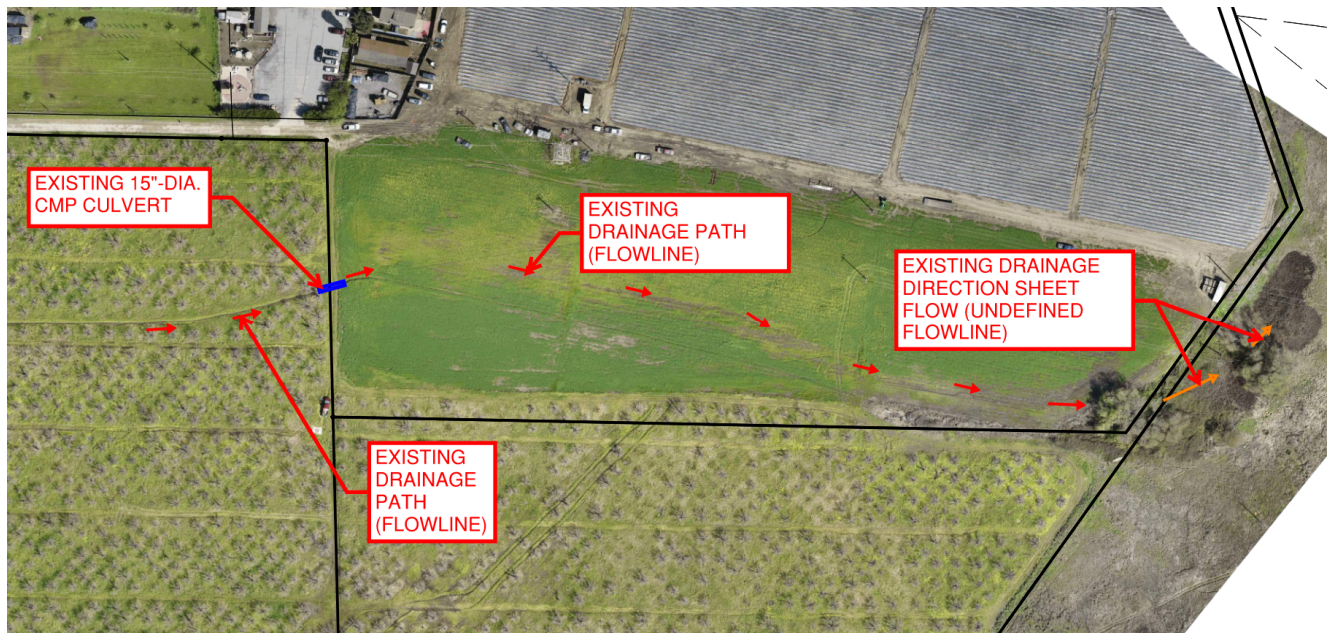 EXISTING 15"-DIA.
CMP CULVERT
EXISTING
DRAINAGE PATH
(FLOWLINE)
EXISTING DRAINAGE
DIRECTION SHEET
FLOW (UNDEFINED
FLOWLINE)
EXISTING
DRAINAGE
PATH
(FLOWLINE)